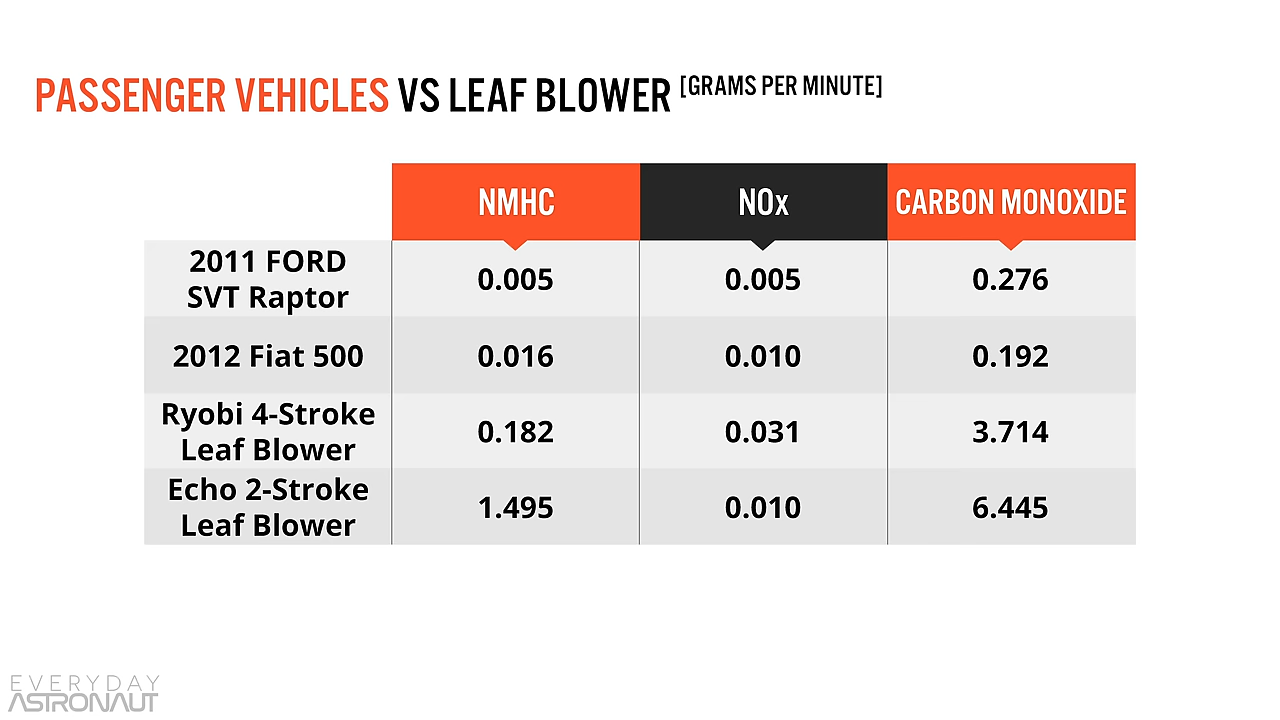 PASSENGER VEHICLES VS LEAF BLOWER [GRAMS PER MINUTE]
NMHC NOx CARBON MONOXIDE
2011 FORD
SVT Raptor 0.005 0.005 0.276
2012 Fiat 500 0.016 0.010 0.192
Ryobi 4-Stroke
Leaf Blower 0.182 0.031 3.714
Echo 2-Stroke
Leaf Blower 1.495 0.010 6.445
EVERYDAY
ASTRONAUT